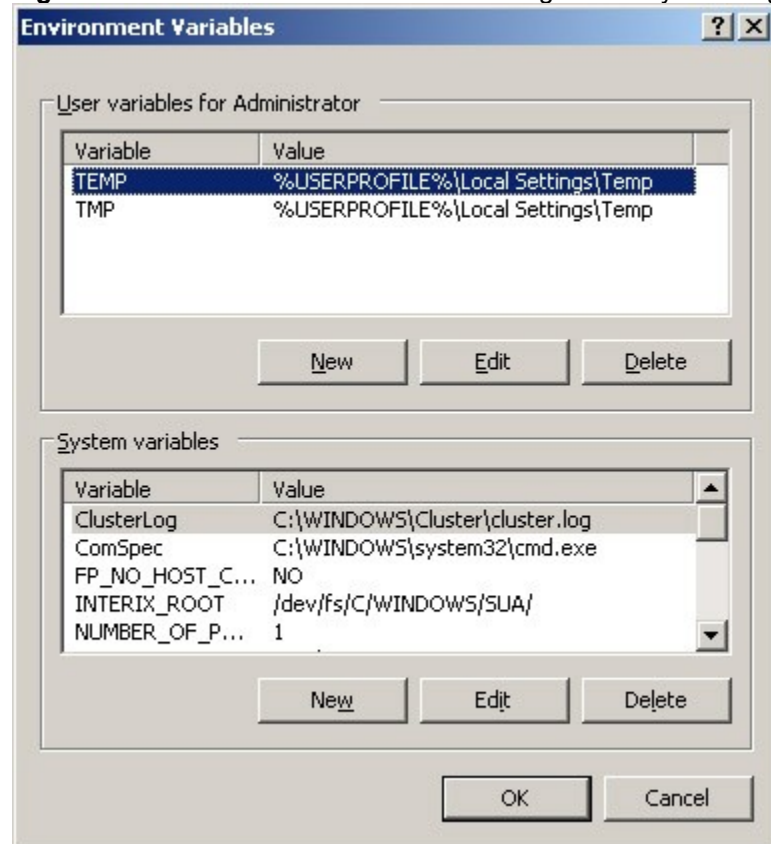 Environment Variables
User variables for Administrator
Variable Value
TEMP %USERPROFILE%\Local Settings\Temp
TMP %USERPROFILE%\Local Settings\Temp
New Edit Delete
System variables
Variable Value
ClusterLog C:\WINDOWS\Cluster\cluster.log
ComSpec C:\WINDOWS\system32\cmd.exe
FP_NO_HOST_C... NO
INTERIX_ROOT /dev/fs/C/WINDOWS/SUA/
NUMBER_OF_P... 1
New Edit Delete
OK Cancel